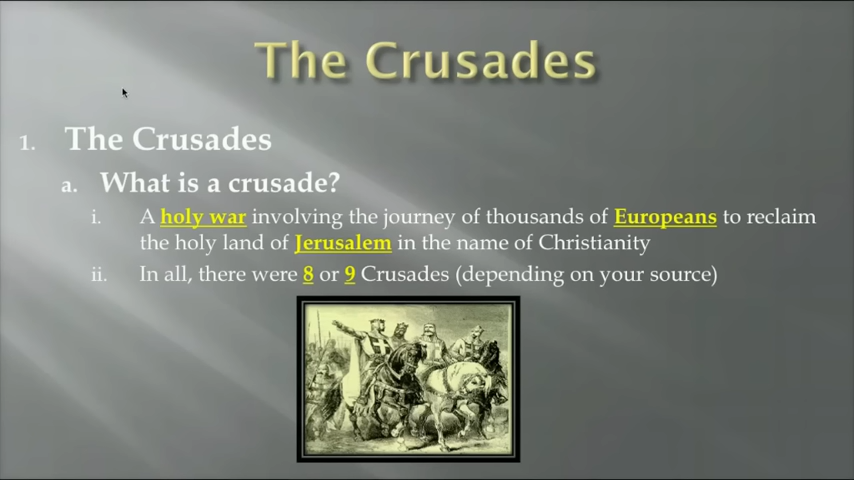 The Crusades
1. The Crusades
a. What is a crusade?
i. A holy war involving the journey of thousands of Europeans to reclaim
the holy land of Jerusalem in the name of Christianity
ii. In all, there were 8 or 9 Crusades (depending on your source)